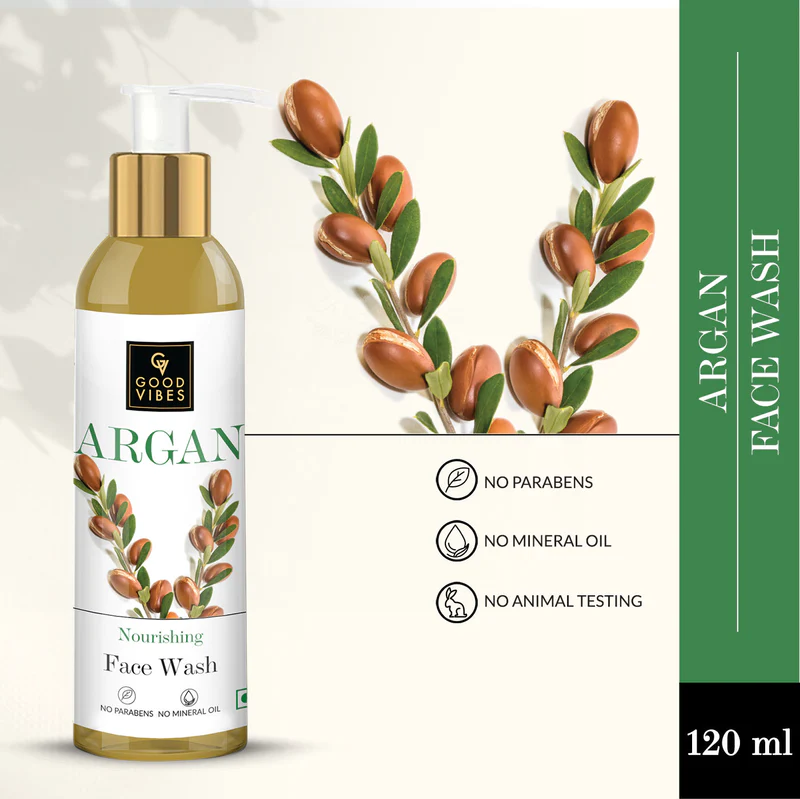 GV
GOOD
VIBES
ARGAN
Nourishing
Face Wash
NO PARABENS NO MINERAL OIL
NO PARABENS
NO MINERAL OIL
NO ANIMAL TESTING
ARGAN
FACE WASH
120 ml